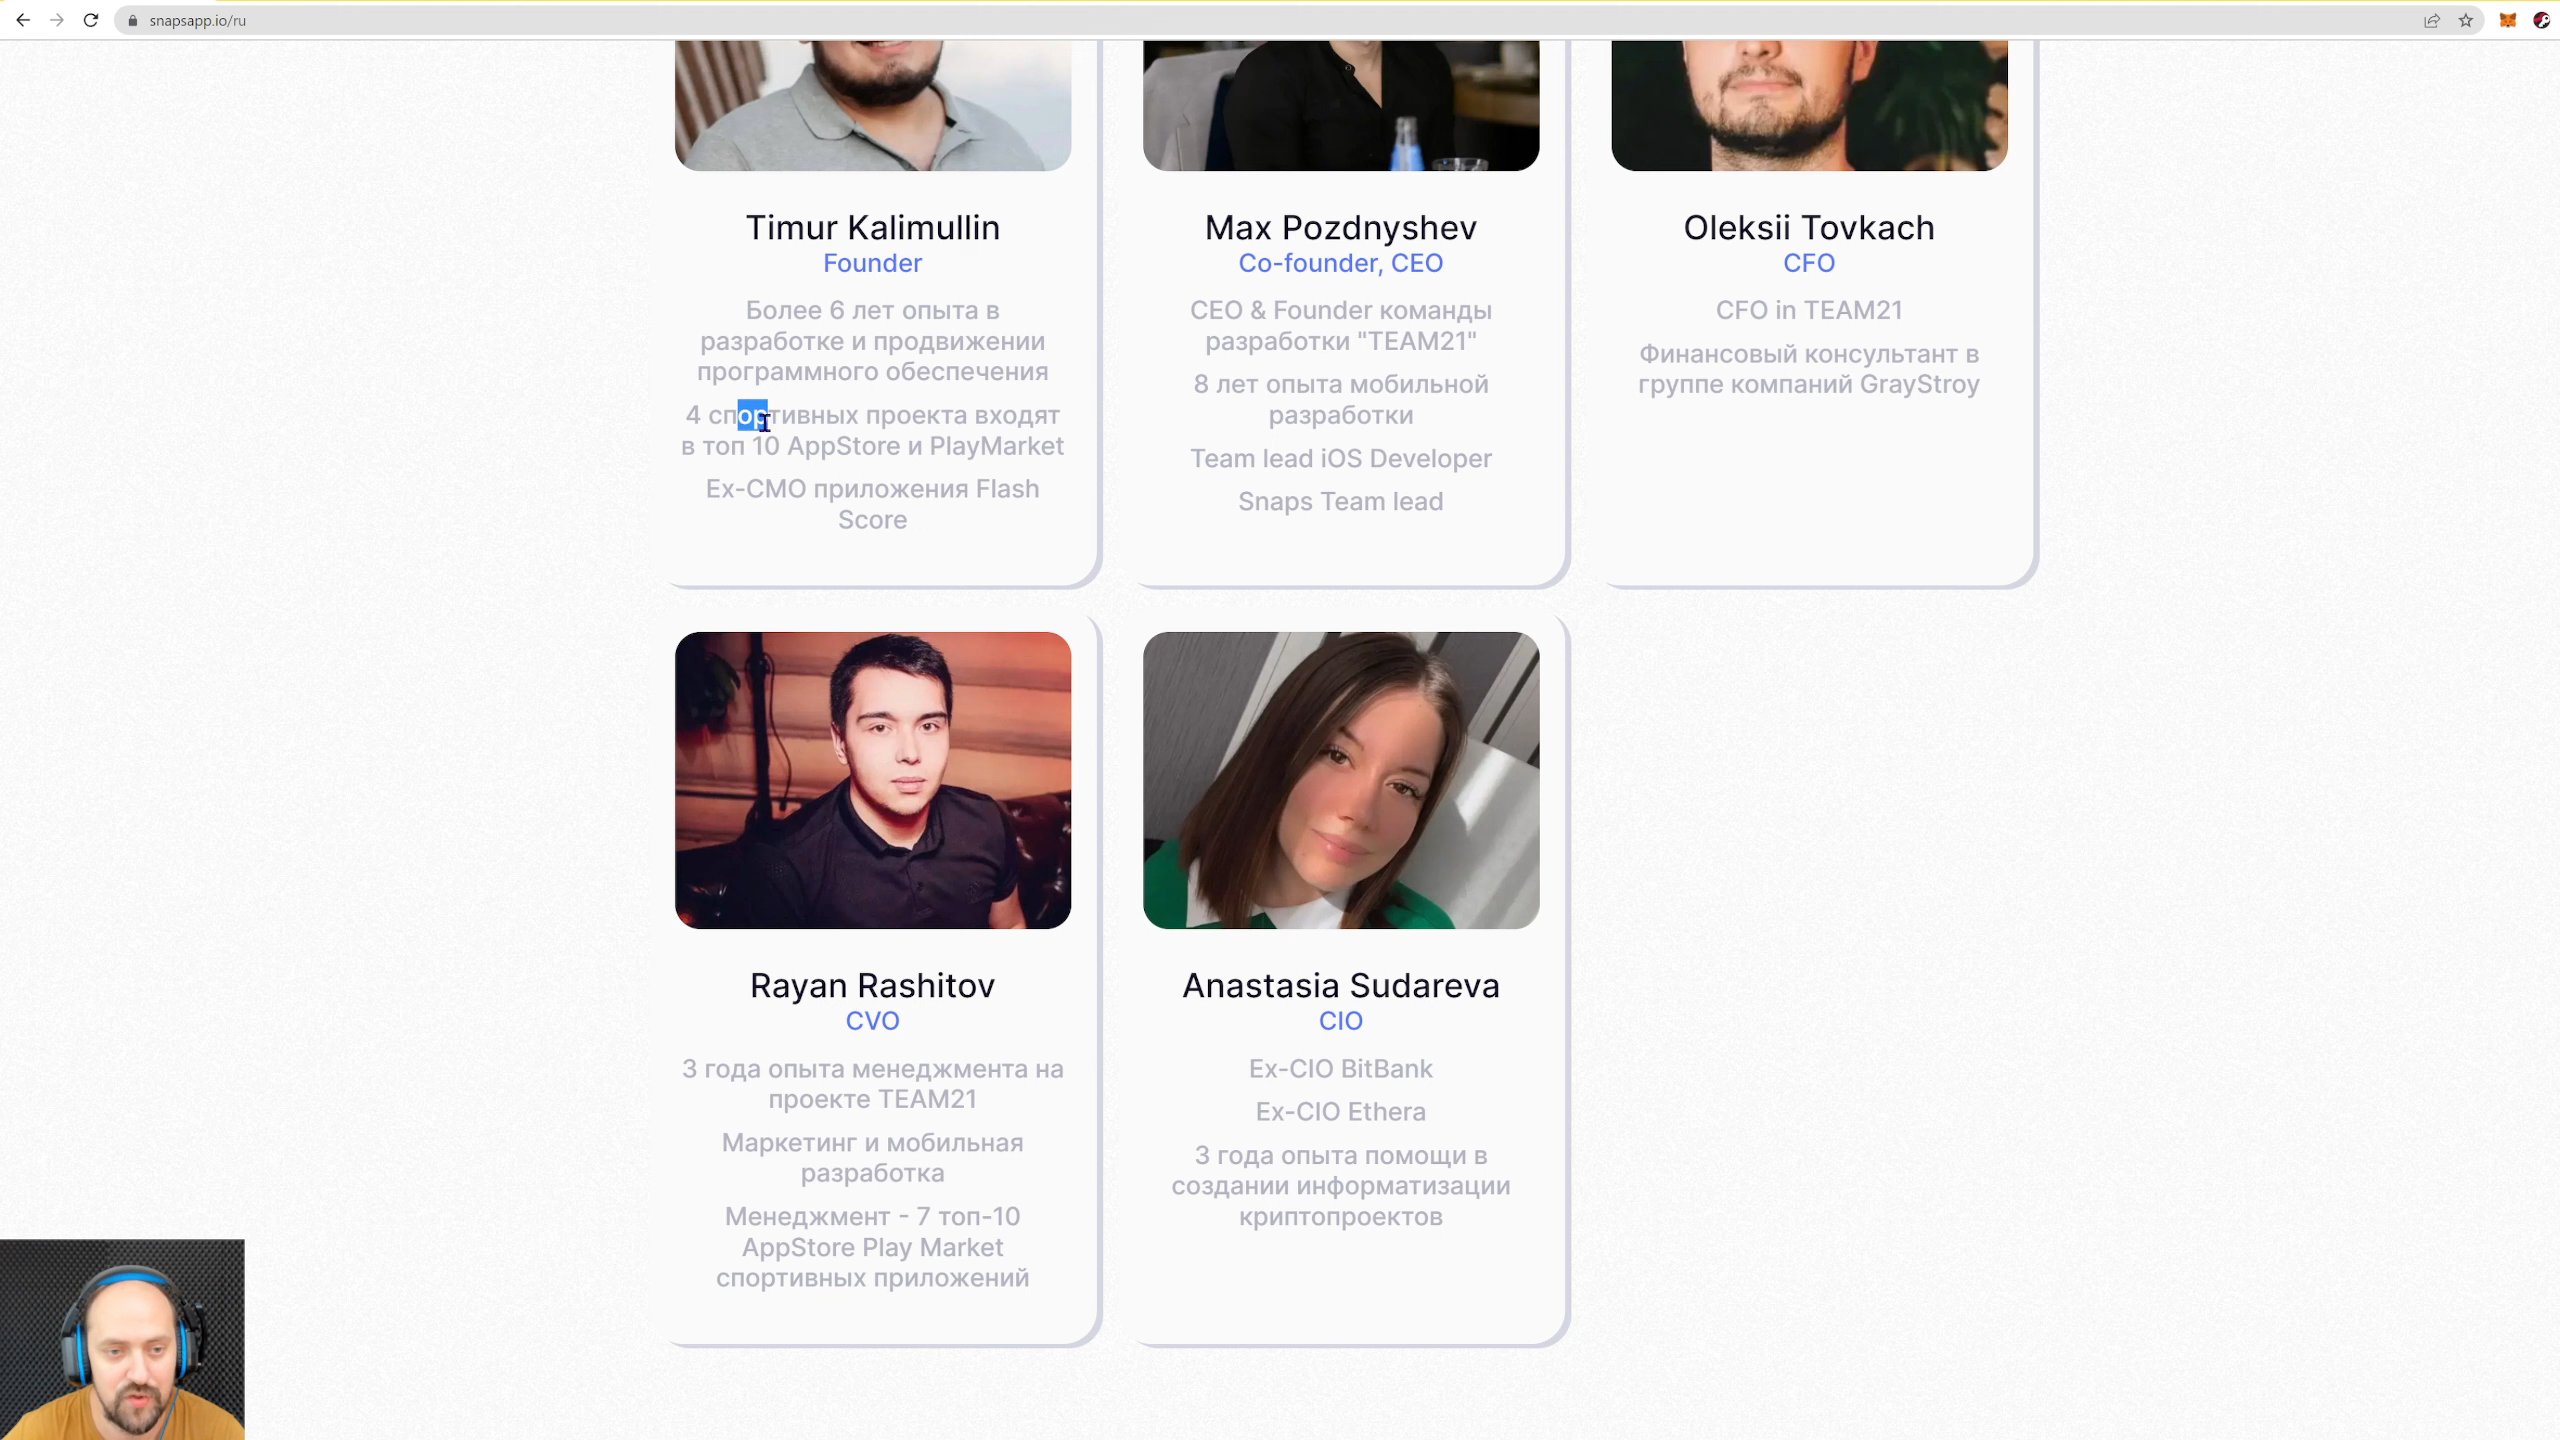 snapsapp.io/ru
Timur Kalimullin
Founder
Более 6 лет опыта в
разработке и продвижении
программного обеспечения
4 спортивных проекта входят
в топ 10 AppStore и PlayMarket
Ex-CMO приложения Flash
Score
Max Pozdnyshev
Co-founder, CEO
CEO & Founder команды
разработки "TEAM21"
8 лет опыта мобильной
разработки
Team lead iOS Developer
Snaps Team lead
Oleksii Tovkach
CFO
CFO in TEAM21
Финансовый консультант в
группе компаний GrayStroy
Rayan Rashitov
CVO
3 года опыта менеджмента на
проекте TEAM21
Маркетинг и мобильная
разработка
Менеджмент - 7 топ-10
AppStore Play Market
спортивных приложений
Anastasia Sudareva
CIO
Ex-CIO BitBank
Ex-CIO Ethera
3 года опыта помощи в
создании информатизации
криптопроектов